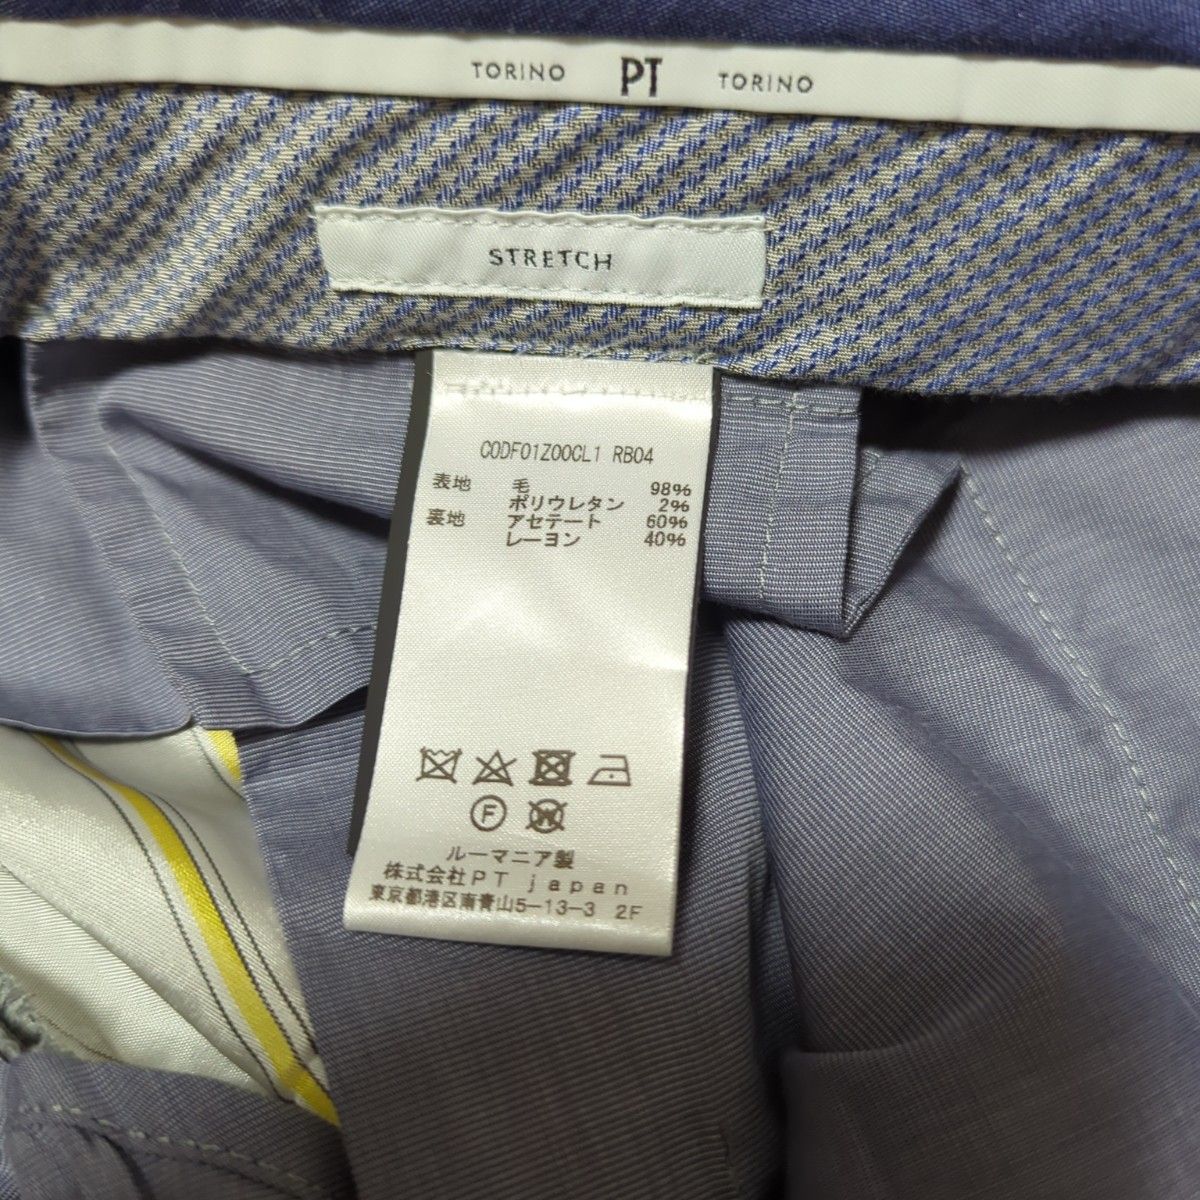 TORINO PT TORINO
STRETCH
CODF01Z00CL1 RB04
表地 毛 98%
ポリウレタン 2%
裏地 アセテート 60%
レーヨン 40%
F W
ルーマニア製
株式会社PT japan
東京都港区南青山5-13-3 2F